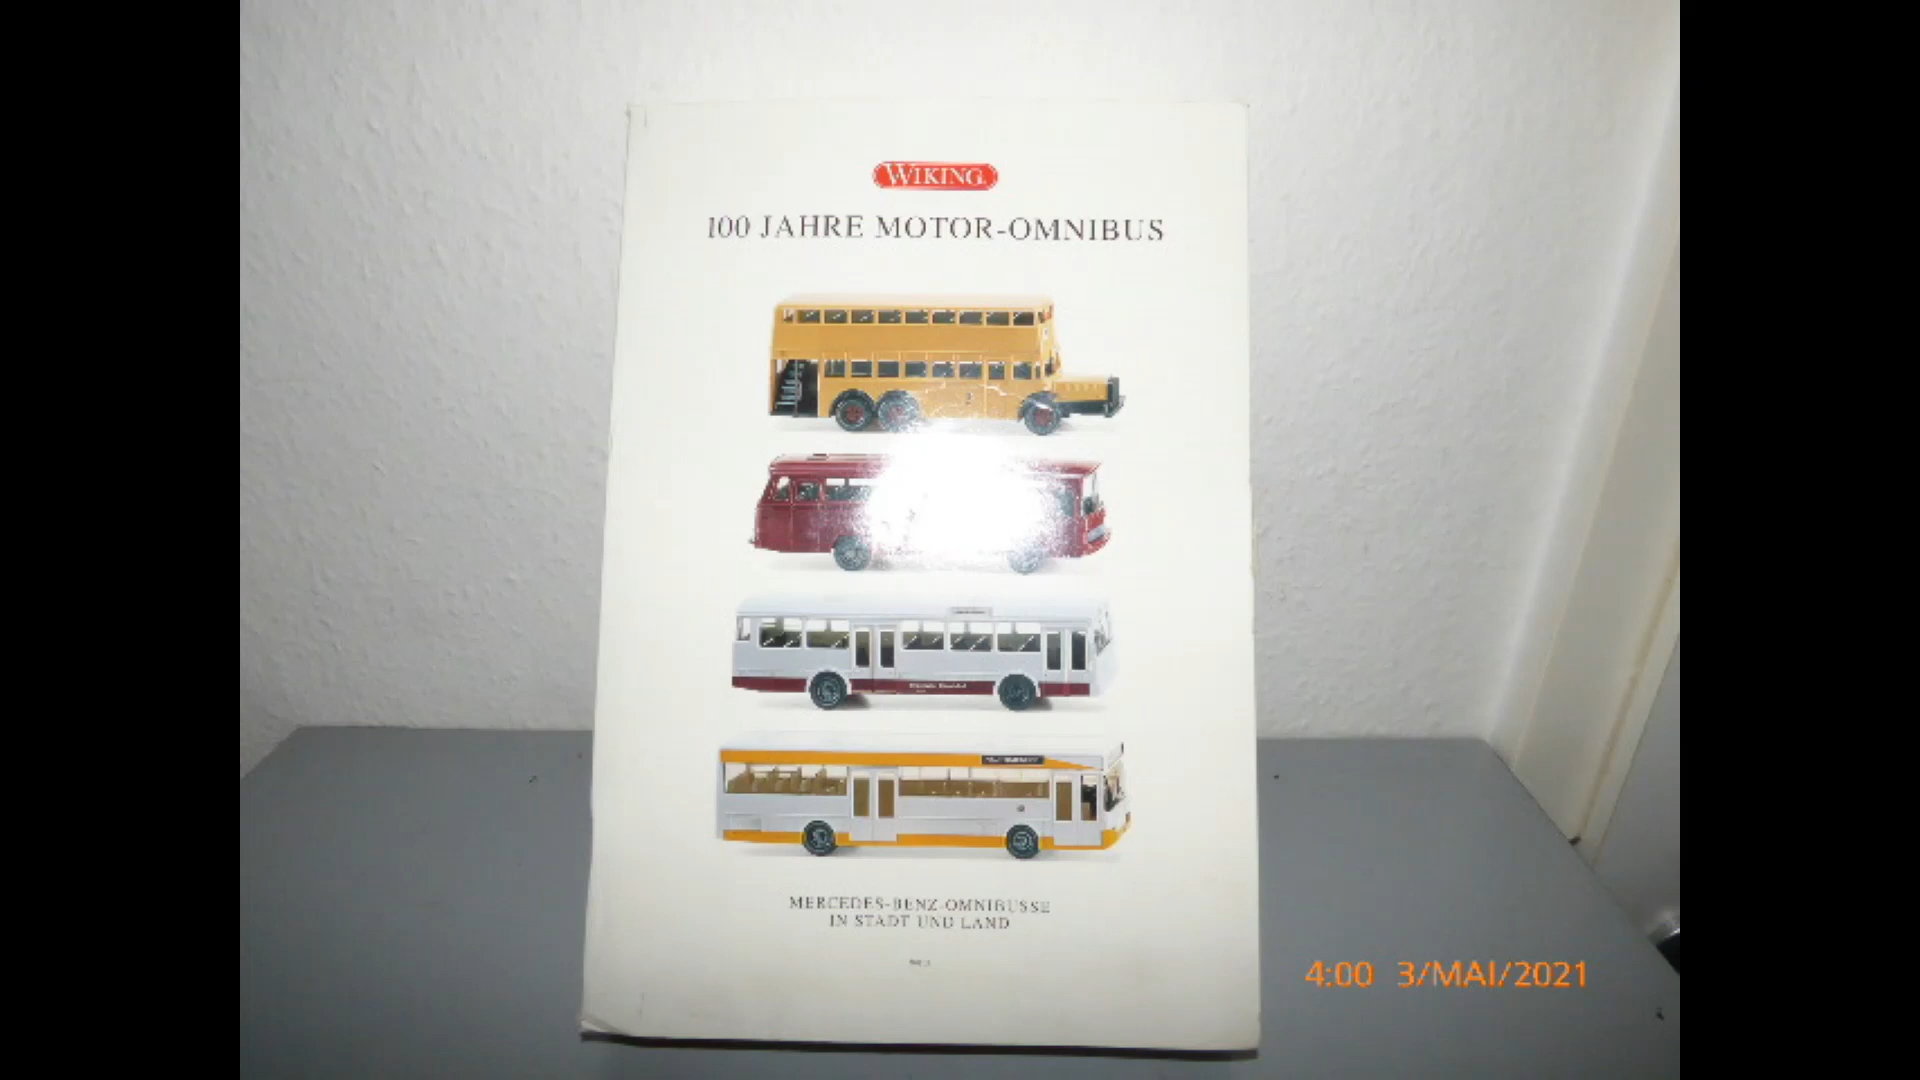 WIKING
100 JAHRE MOTOR-OMNIBUS
MERCEDES-BENZ-OMNIBUSSE
IN STADT UND LAND
4:00 3/MAI/2021